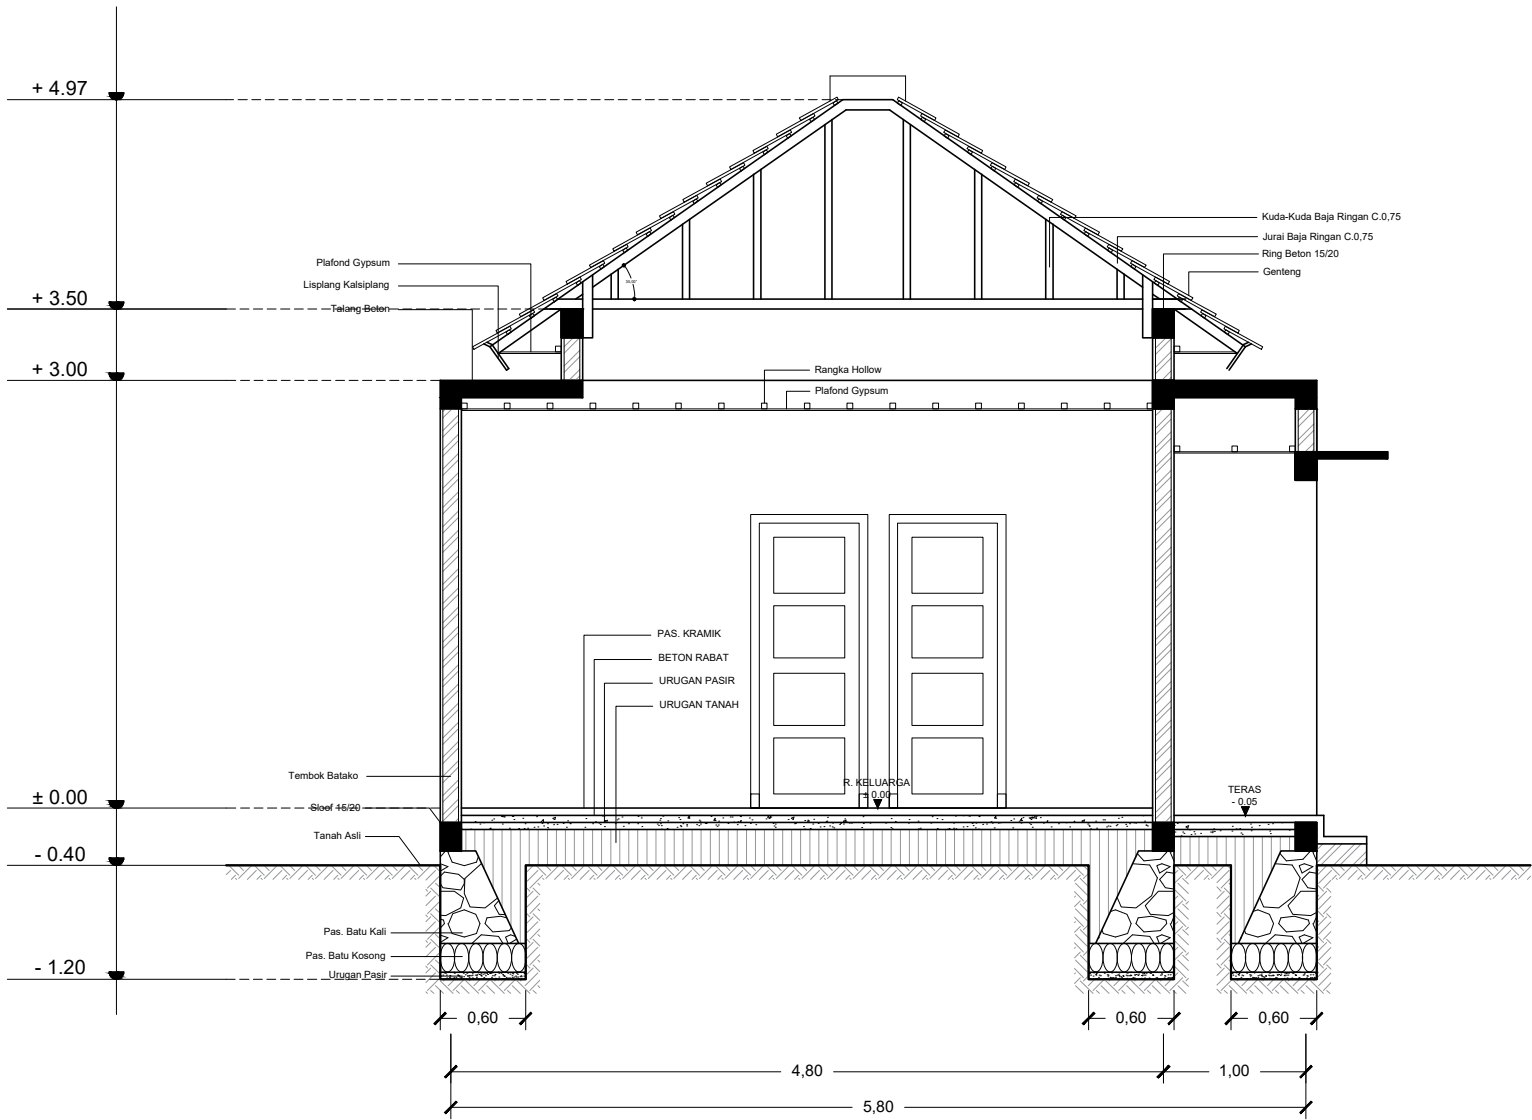 + 4.97
Kuda-Kuda Baja Ringan C.0,75
Jurai Baja Ringan C.0,75
Ring Beton 15/20
Genteng
Plafond Gypsum
Lisplang Kalsiplang
+ 3.50
Talang Beton
+ 3.00
Rangka Hollow
Plafond Gypsum
PAS. KRAMIK
BETON RABAT
URUGAN PASIR
URUGAN TANAH
Tembok Batako
R. KELUARGA
± 0.00
TERAS
- 0.05
± 0.00
Sloof 15/20
Tanah Asli
- 0.40
Pas. Batu Kali
Pas. Batu Kosong
Urugan Pasir
- 1.20
0,60
0,60
0,60
4,80
1,00
5,80